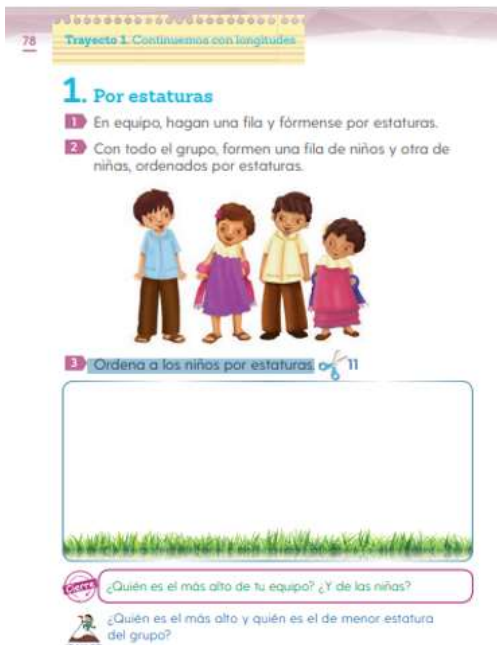 78
Trayecto 1. Continuemos con longitudes
1. Por estaturas
1 En equipo, hagan una fila y fórmense por estaturas.
2 Con todo el grupo, formen una fila de niños y otra de
niñas, ordenados por estaturas.
3 Ordena a los niños por estaturas. 11
Cierre
¿Quién es el más alto de tu equipo? ¿Y de las niñas?
¿Quién es el más alto y quién es el de menor estatura
del grupo?